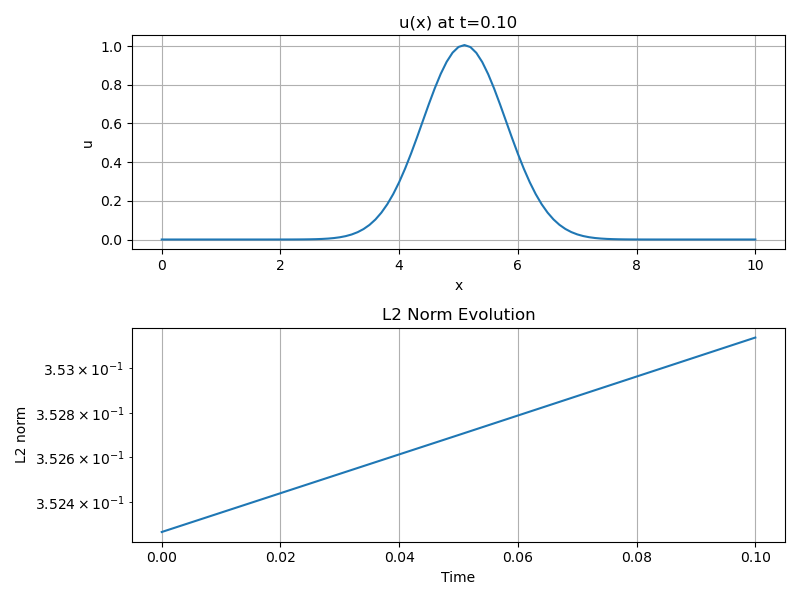 u(x) at t=0.10
1.0
0.8
0.6
0.4
0.2
0.0
u
0 2 4 6 8 10
x
L2 Norm Evolution
3.53 × 10⁻¹
3.528 × 10⁻¹
3.526 × 10⁻¹
3.524 × 10⁻¹
L2 norm
0.00 0.02 0.04 0.06 0.08 0.10
Time